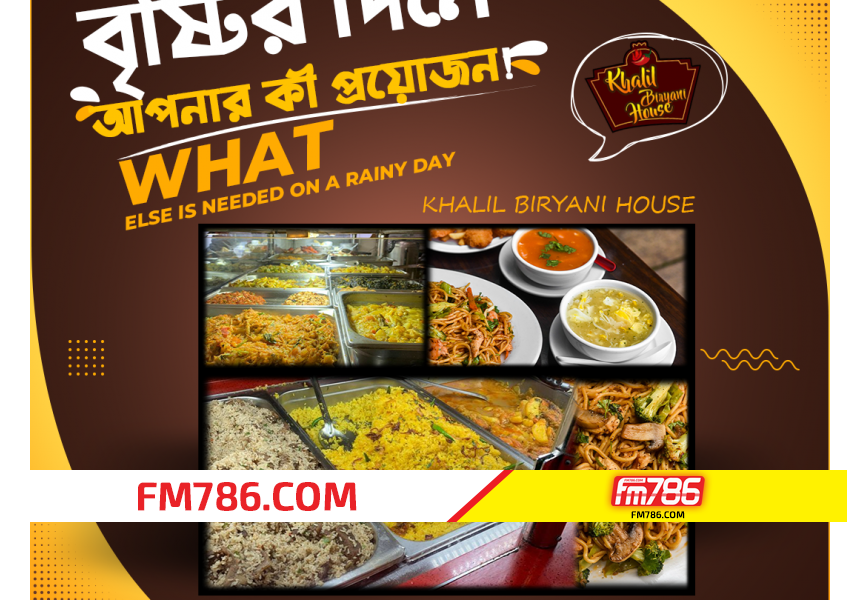 বৃষ্টির দিনে
আপনার কী প্রয়োজন!
WHAT
ELSE IS NEEDED ON A RAINY DAY
Khalil
Biryani
House
KHALIL BIRYANI HOUSE
FM786.COM
fm786
FM786.COM